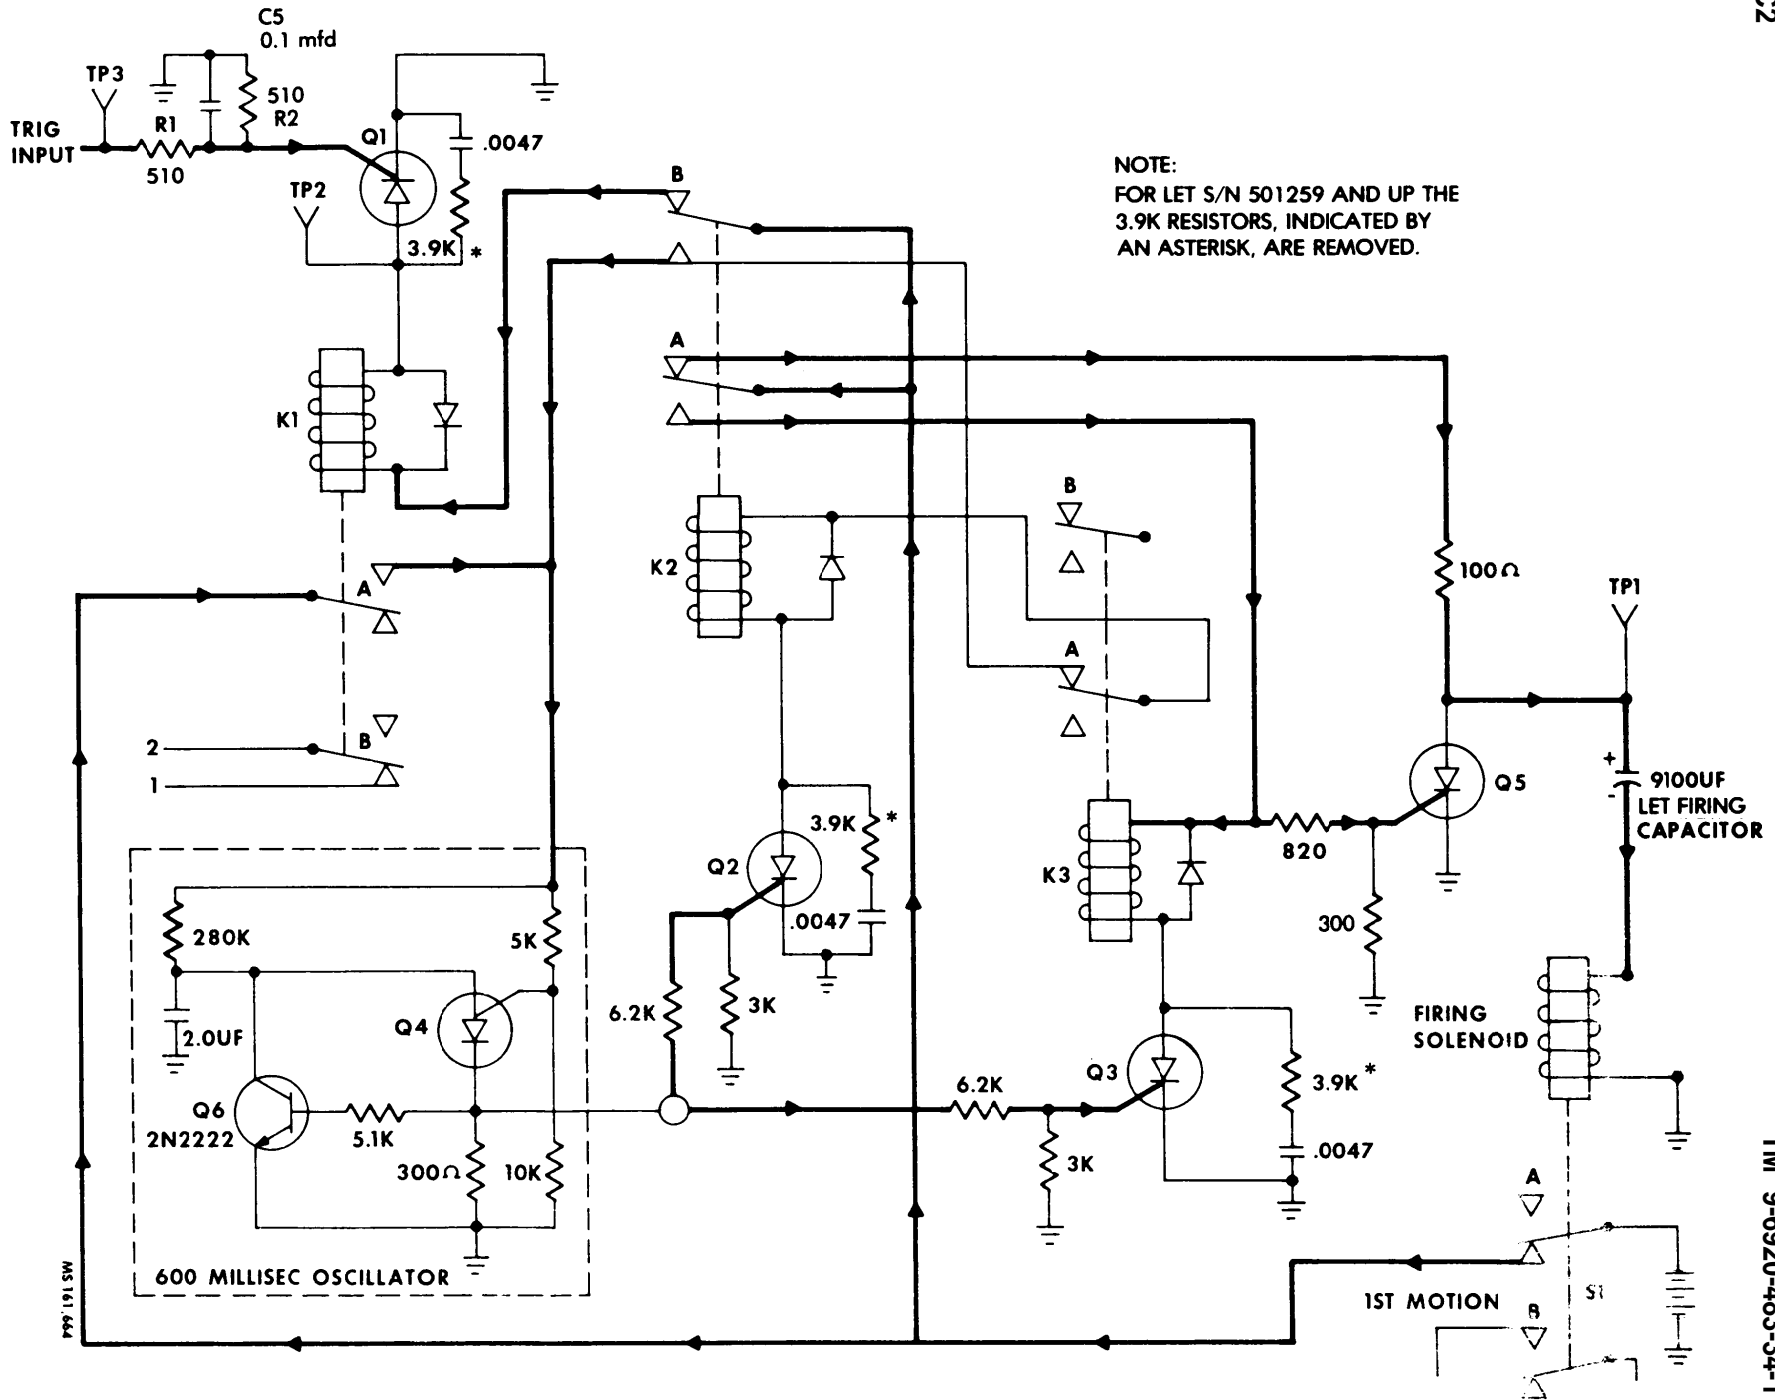 C2
C5
0.1 mfd
TP3
510
R2
R1
TRIG
INPUT
510
Q1
.0047
TP2
3.9K *
B
NOTE:
FOR LET S/N 501259 AND UP THE
3.9K RESISTORS, INDICATED BY
AN ASTERISK, ARE REMOVED.
A
K1
B
K2
100Ω
TP1
A
A
2
B
1
+
-
9100UF
LET FIRING
CAPACITOR
Q5
3.9K *
Q2
.0047
820
K3
300
280K
5K
6.2K
3K
Q4
2.0UF
FIRING
SOLENOID
Q3
3.9K *
6.2K
Q6
2N2222
5.1K
300Ω
10K
3K
.0047
A
600 MILLISEC OSCILLATOR
MS 161.664
1ST MOTION
S1
B
TM 9-6920-485-34-1